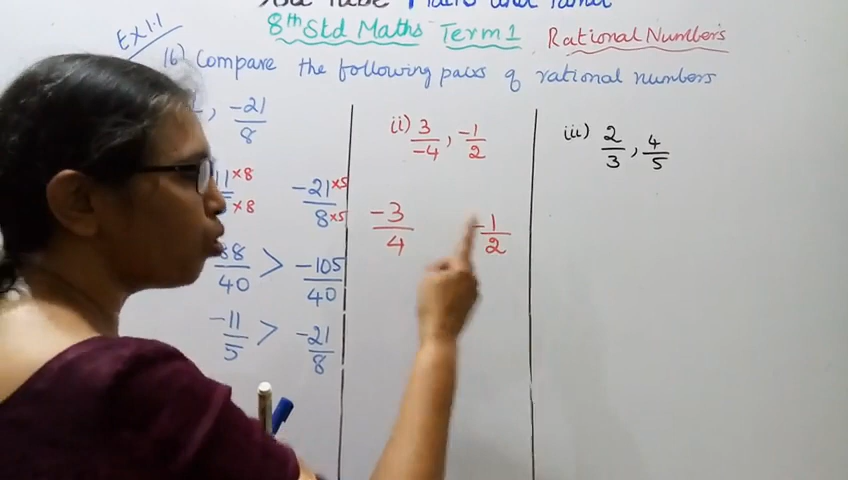 8th Std Maths Term 1 Rational Numbers
Ex 1.1
16) Compare the following pairs of rational numbers
, -21/8
×8 ×8
-21/8 ×5 ×5
/40 > -105/40
-11/5 > -21/8
ii) 3/-4 , -1/2
-3/4 -1/2
iii) 2/3 , 4/5